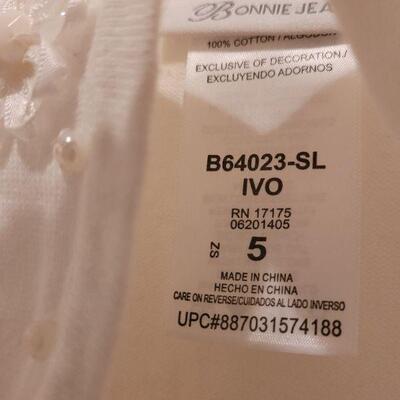 BONNIE JEA
100% COTTON / ALGODON
EXCLUSIVE OF DECORATION/
EXCLUYENDO ADORNOS
B64023-SL
IVO
RN 17175
06201405
ZS 5
MADE IN CHINA
HECHO EN CHINA
CARE ON REVERSE/CUIDADOS AL LADO INVERSO
UPC#887031574188